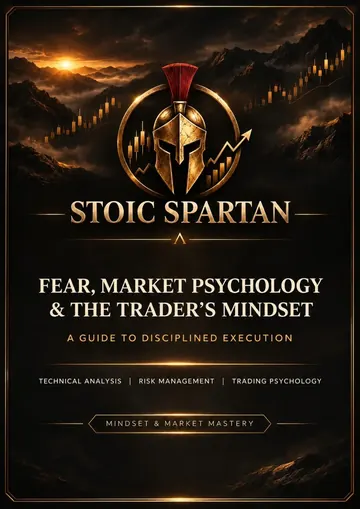 STOIC SPARTAN
FEAR, MARKET PSYCHOLOGY
& THE TRADER'S MINDSET
A GUIDE TO DISCIPLINED EXECUTION
TECHNICAL ANALYSIS | RISK MANAGEMENT | TRADING PSYCHOLOGY
MINDSET & MARKET MASTERY